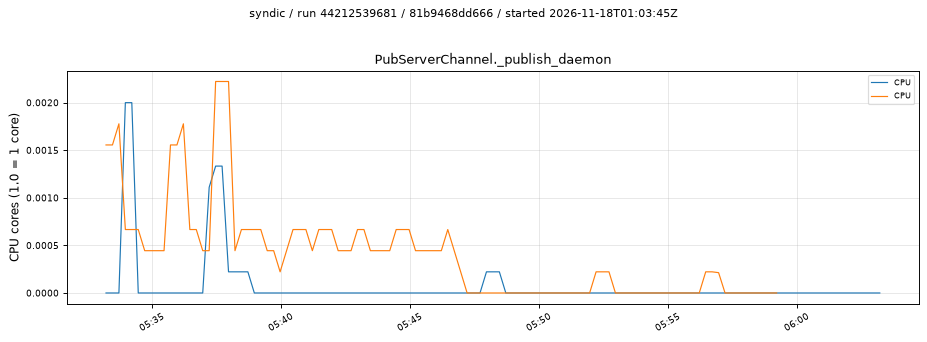 syndic / run 44212539681 / 81b9468dd666 / started 2026-11-18T01:03:45Z
PubServerChannel._publish_daemon
CPU
CPU
CPU cores (1.0 = 1 core)
0.0020
0.0015
0.0010
0.0005
0.0000
05:35
05:40
05:45
05:50
05:55
06:00